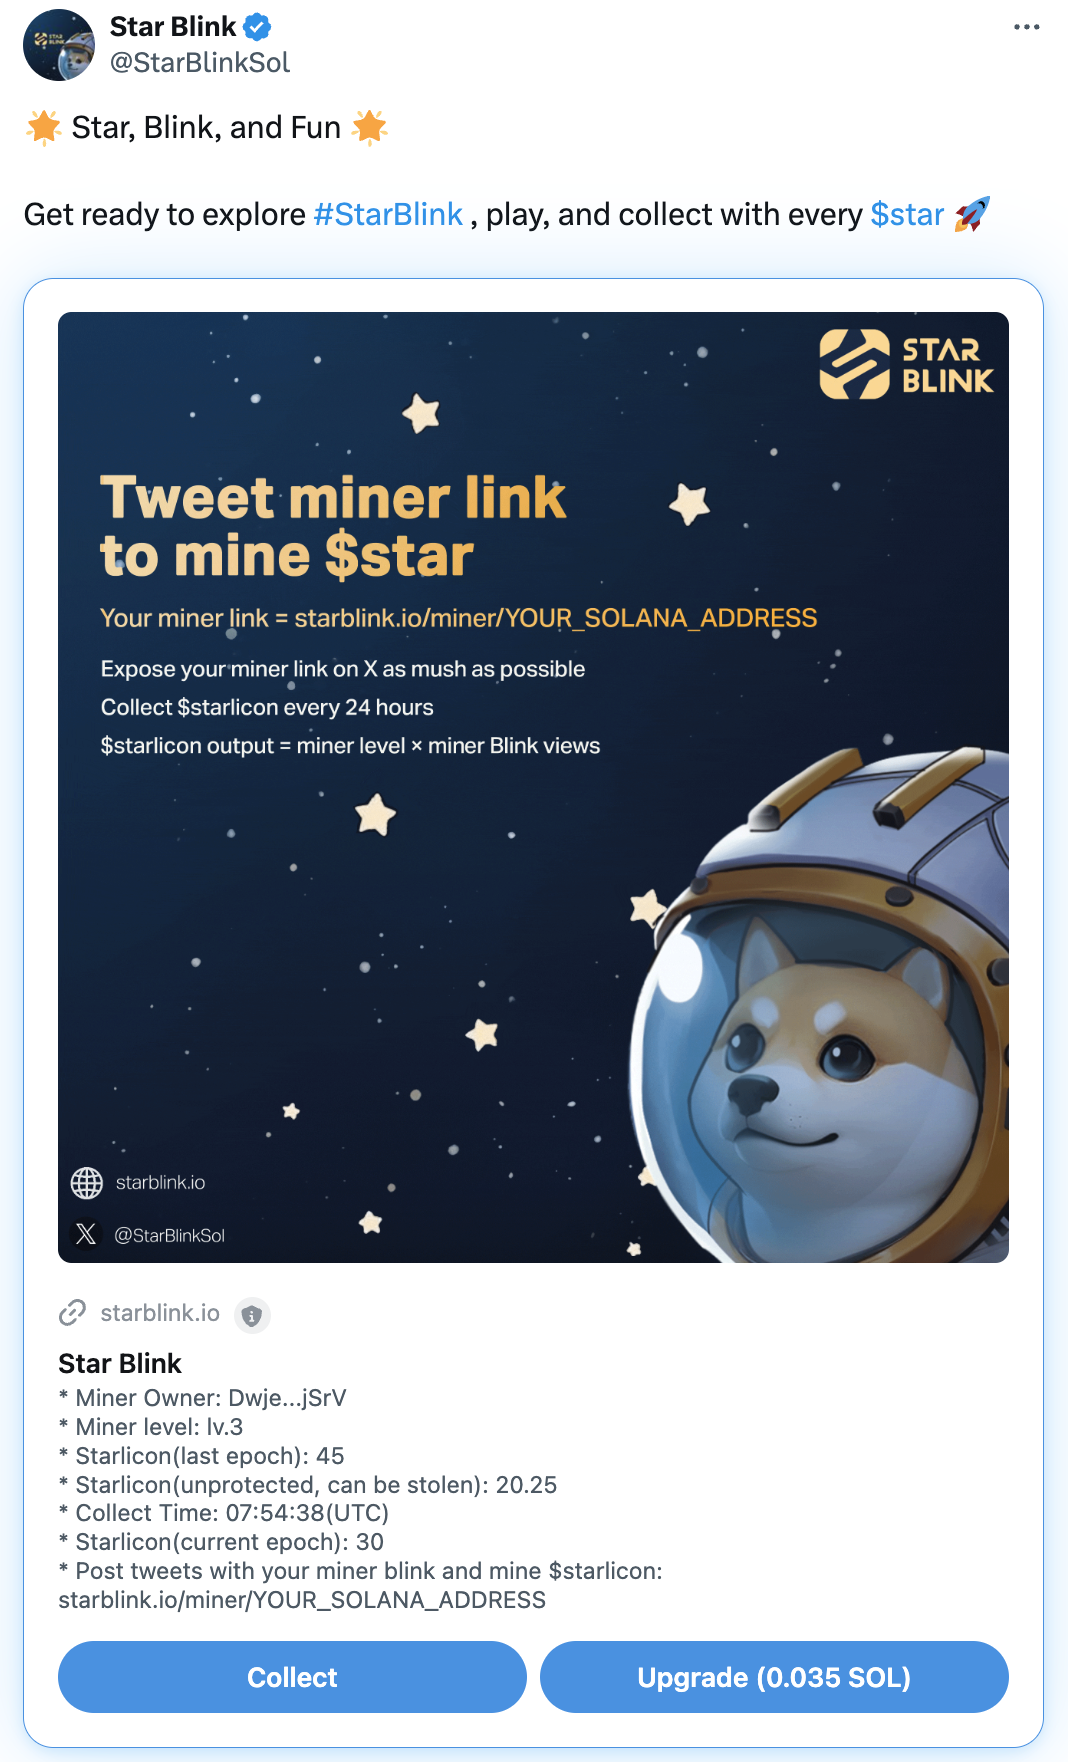 Star Blink
@StarBlinkSol
🌟 Star, Blink, and Fun 🌟
Get ready to explore #StarBlink , play, and collect with every $star 🚀
STAR
BLINK
Tweet miner link
to mine $star
Your miner link = starblink.io/miner/YOUR_SOLANA_ADDRESS
Expose your miner link on X as mush as possible
Collect $starlicon every 24 hours
$starlicon output = miner level × miner Blink views
starblink.io
@StarBlinkSol
starblink.io
Star Blink
* Miner Owner: Dwje...jSrV
* Miner level: lv.3
* Starlicon(last epoch): 45
* Starlicon(unprotected, can be stolen): 20.25
* Collect Time: 07:54:38(UTC)
* Starlicon(current epoch): 30
* Post tweets with your miner blink and mine $starlicon:
starblink.io/miner/YOUR_SOLANA_ADDRESS
Collect
Upgrade (0.035 SOL)